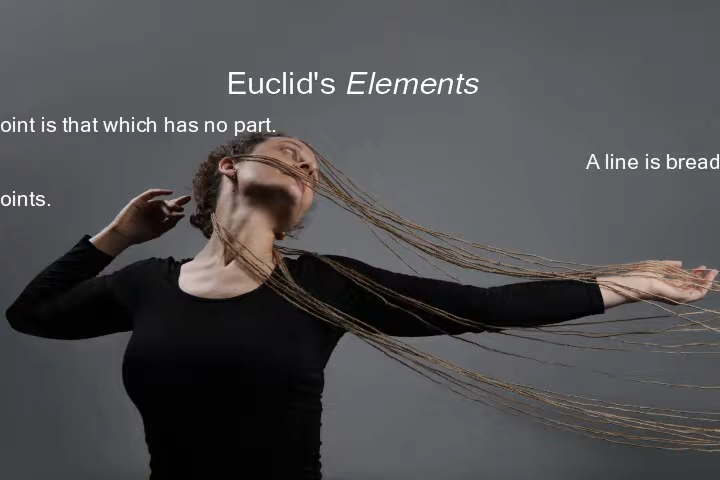 Euclid's Elements
oint is that which has no part.
A line is bread
oints.